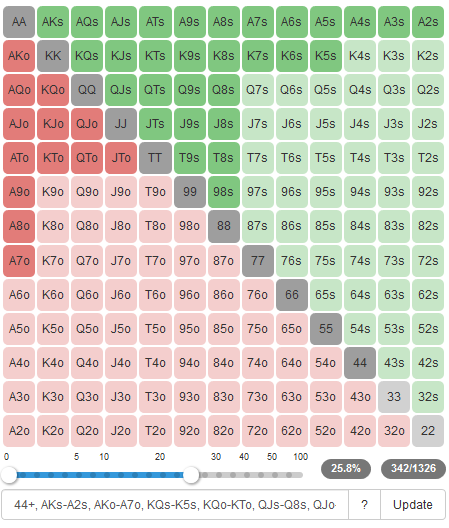 AA AKs AQs AJs ATs A9s A8s A7s A6s A5s A4s A3s A2s
AKo KK KQs KJs KTs K9s K8s K7s K6s K5s K4s K3s K2s
AQo KQo QQ QJs QTs Q9s Q8s Q7s Q6s Q5s Q4s Q3s Q2s
AJo KJo QJo JJ JTs J9s J8s J7s J6s J5s J4s J3s J2s
ATo KTo QTo JTo TT T9s T8s T7s T6s T5s T4s T3s T2s
A9o K9o Q9o J9o T9o 99 98s 97s 96s 95s 94s 93s 92s
A8o K8o Q8o J8o T8o 98o 88 87s 86s 85s 84s 83s 82s
A7o K7o Q7o J7o T7o 97o 87o 77 76s 75s 74s 73s 72s
A6o K6o Q6o J6o T6o 96o 86o 76o 66 65s 64s 63s 62s
A5o K5o Q5o J5o T5o 95o 85o 75o 65o 55 54s 53s 52s
A4o K4o Q4o J4o T4o 94o 84o 74o 64o 54o 44 43s 42s
A3o K3o Q3o J3o T3o 93o 83o 73o 63o 53o 43o 33 32s
A2o K2o Q2o J2o T2o 92o 82o 72o 62o 52o 42o 32o 22
0 5 10 20 30 40 50 100
25.8% 342/1326
44+, AKs-A2s, AKo-A7o, KQs-K5s, KQo-KTo, QJs-Q8s, QJo ? Update